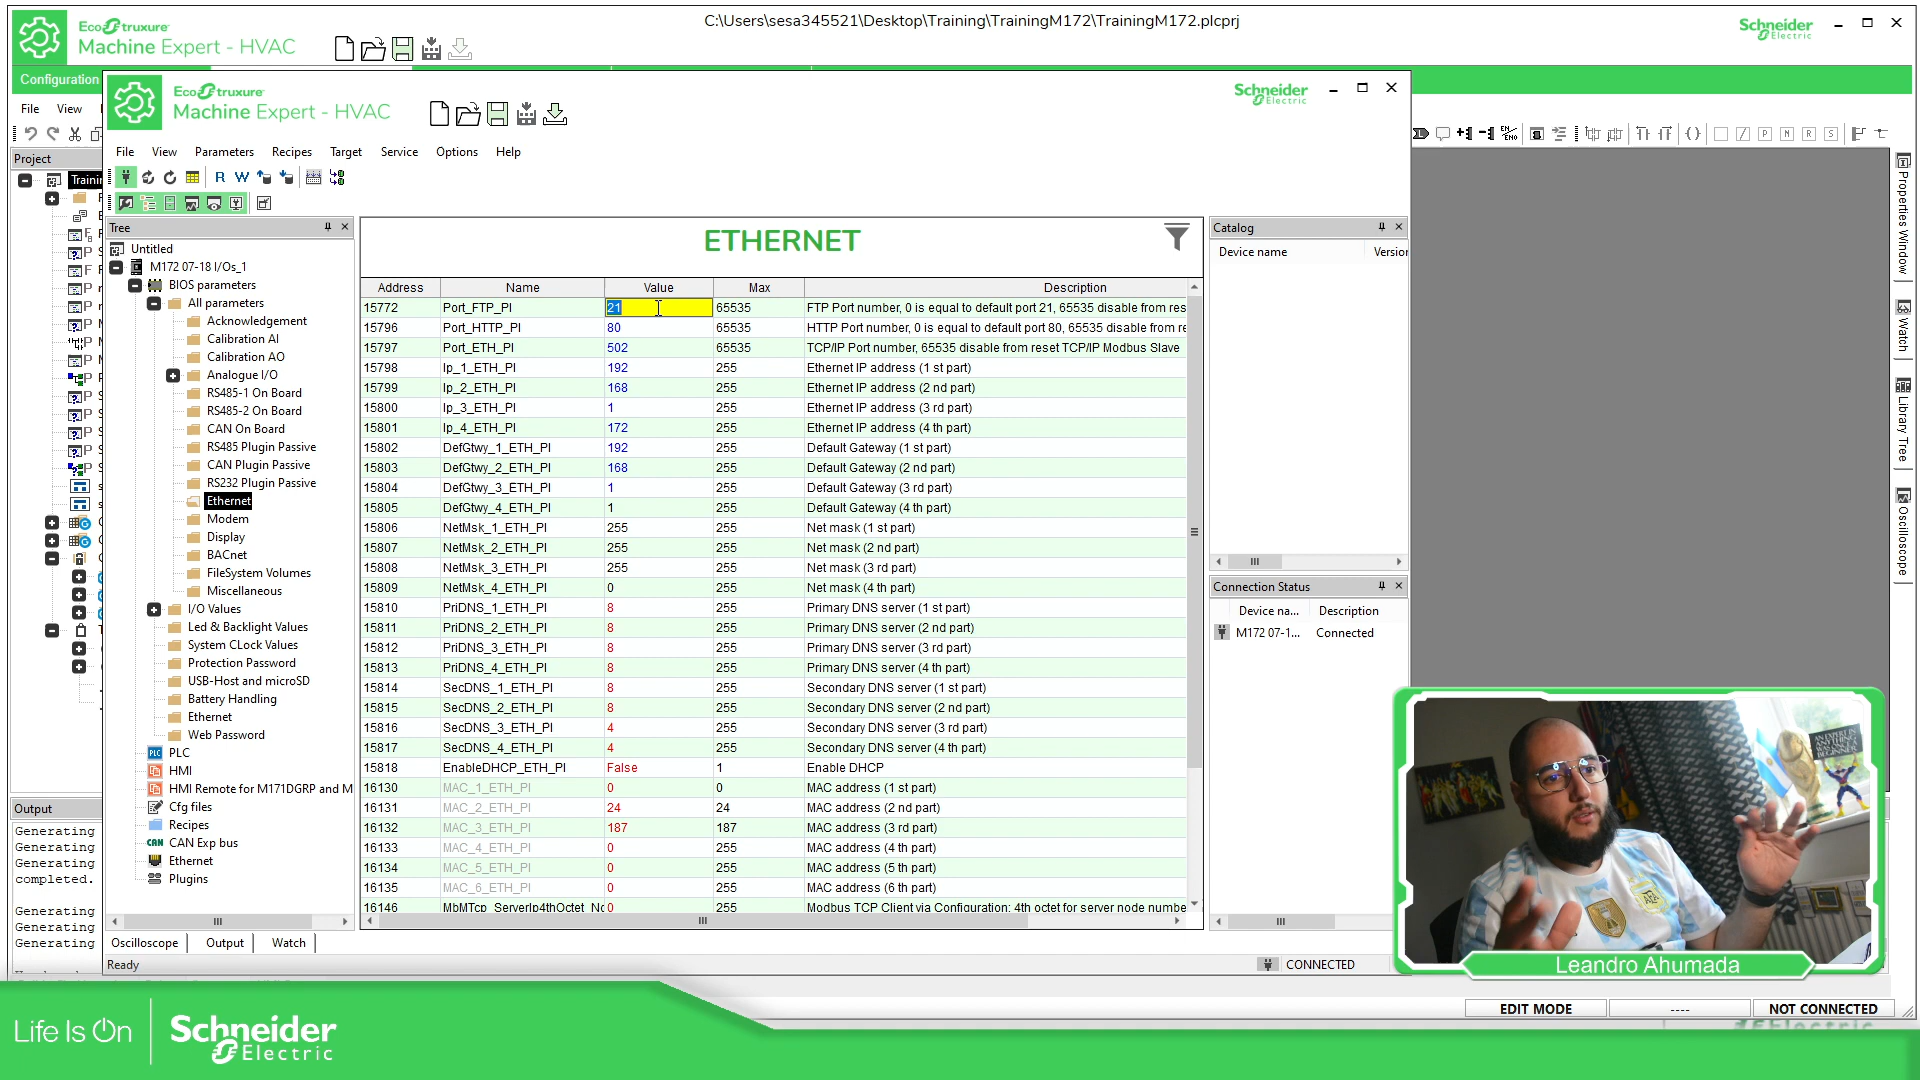 C:\Users\sesa345521\Desktop\Training\TrainingM172\TrainingM172.plcprj
EcoStruxure
Machine Expert - HVAC
Schneider Electric
Configuration
File View
Project
EcoStruxure
Machine Expert - HVAC
Schneider Electric
File View Parameters Recipes Target Service Options Help
R W
Tree
Untitled
M172 07-18 I/Os_1
BIOS parameters
All parameters
Acknowledgement
Calibration AI
Calibration AO
Analogue I/O
RS485-1 On Board
RS485-2 On Board
CAN On Board
RS485 Plugin Passive
CAN Plugin Passive
RS232 Plugin Passive
Ethernet
Modem
Display
BACnet
FileSystem Volumes
Miscellaneous
I/O Values
Led & Backlight Values
System CLock Values
Protection Password
USB-Host and microSD
Battery Handling
Ethernet
Web Password
PLC
HMI
HMI Remote for M171DGRP and M
Cfg files
Recipes
CAN Exp bus
Ethernet
Plugins
ETHERNET
Address Name Value Max Description
15772 Port_FTP_PI 21 65535 FTP Port number, 0 is equal to default port 21, 65535 disable from res
15796 Port_HTTP_PI 80 65535 HTTP Port number, 0 is equal to default port 80, 65535 disable from re
15797 Port_ETH_PI 502 65535 TCP/IP Port number, 65535 disable from reset TCP/IP Modbus Slave
15798 Ip_1_ETH_PI 192 255 Ethernet IP address (1 st part)
15799 Ip_2_ETH_PI 168 255 Ethernet IP address (2 nd part)
15800 Ip_3_ETH_PI 1 255 Ethernet IP address (3 rd part)
15801 Ip_4_ETH_PI 172 255 Ethernet IP address (4 th part)
15802 DefGtwy_1_ETH_PI 192 255 Default Gateway (1 st part)
15803 DefGtwy_2_ETH_PI 168 255 Default Gateway (2 nd part)
15804 DefGtwy_3_ETH_PI 1 255 Default Gateway (3 rd part)
15805 DefGtwy_4_ETH_PI 1 255 Default Gateway (4 th part)
15806 NetMsk_1_ETH_PI 255 255 Net mask (1 st part)
15807 NetMsk_2_ETH_PI 255 255 Net mask (2 nd part)
15808 NetMsk_3_ETH_PI 255 255 Net mask (3 rd part)
15809 NetMsk_4_ETH_PI 0 255 Net mask (4 th part)
15810 PriDNS_1_ETH_PI 8 255 Primary DNS server (1 st part)
15811 PriDNS_2_ETH_PI 8 255 Primary DNS server (2 nd part)
15812 PriDNS_3_ETH_PI 8 255 Primary DNS server (3 rd part)
15813 PriDNS_4_ETH_PI 8 255 Primary DNS server (4 th part)
15814 SecDNS_1_ETH_PI 8 255 Secondary DNS server (1 st part)
15815 SecDNS_2_ETH_PI 8 255 Secondary DNS server (2 nd part)
15816 SecDNS_3_ETH_PI 4 255 Secondary DNS server (3 rd part)
15817 SecDNS_4_ETH_PI 4 255 Secondary DNS server (4 th part)
15818 EnableDHCP_ETH_PI False 1 Enable DHCP
16130 MAC_1_ETH_PI 0 0 MAC address (1 st part)
16131 MAC_2_ETH_PI 24 24 MAC address (2 nd part)
16132 MAC_3_ETH_PI 187 187 MAC address (3 rd part)
16133 MAC_4_ETH_PI 0 255 MAC address (4 th part)
16134 MAC_5_ETH_PI 0 255 MAC address (5 th part)
16135 MAC_6_ETH_PI 0 255 MAC address (6 th part)
16146 MbMTcp_ServerIp4thOctet_Nc 0 255 Modbus TCP Client via Configuration: 4th octet for server node numbe
Catalog
Device name Version
Connection Status
Device na... Description
M172 07-1... Connected
Properties Window
Watch
Library Tree
Oscilloscope
Output
Generating
Generating
Generating
completed.
Generating
Generating
Generating
Oscilloscope Output Watch
Ready
CONNECTED
AN EXPERT IN
ANYTHING
WAS ONCE A
BEGINNER
AFA
Leandro Ahumada
EDIT MODE ---- NOT CONNECTED
Life Is On
Schneider
Electric